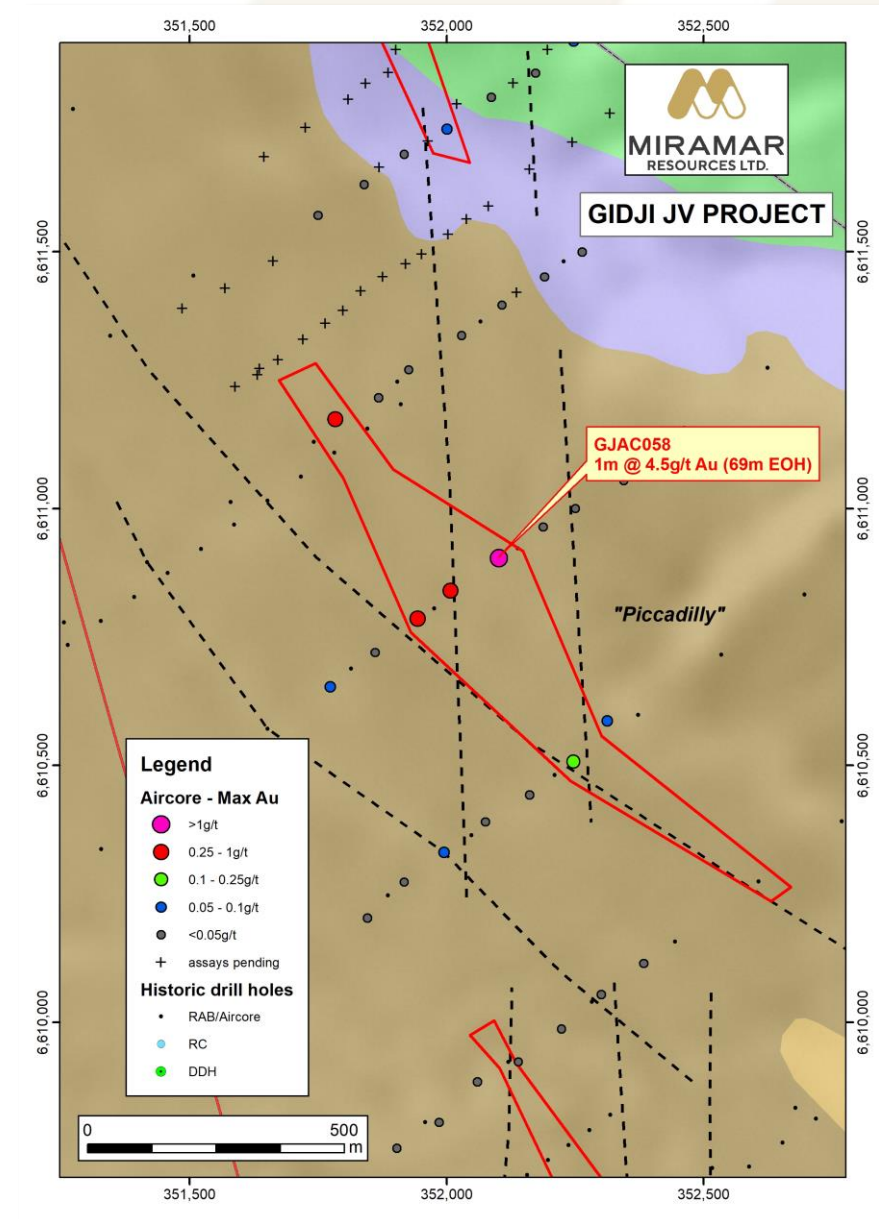 351,500
352,000
352,500
MIRAMAR
RESOURCES LTD.
GIDJI JV PROJECT
6,611,500
6,611,500
GJAC058
1m @ 4.5g/t Au (69m EOH)
6,611,000
6,611,000
"Piccadilly"
6,610,500
6,610,500
Legend
Aircore - Max Au
>1g/t
0.25 - 1g/t
0.1 - 0.25g/t
0.05 - 0.1g/t
<0.05g/t
assays pending
Historic drill holes
RAB/Aircore
RC
DDH
6,610,000
6,610,000
0
500
m
351,500
352,000
352,500